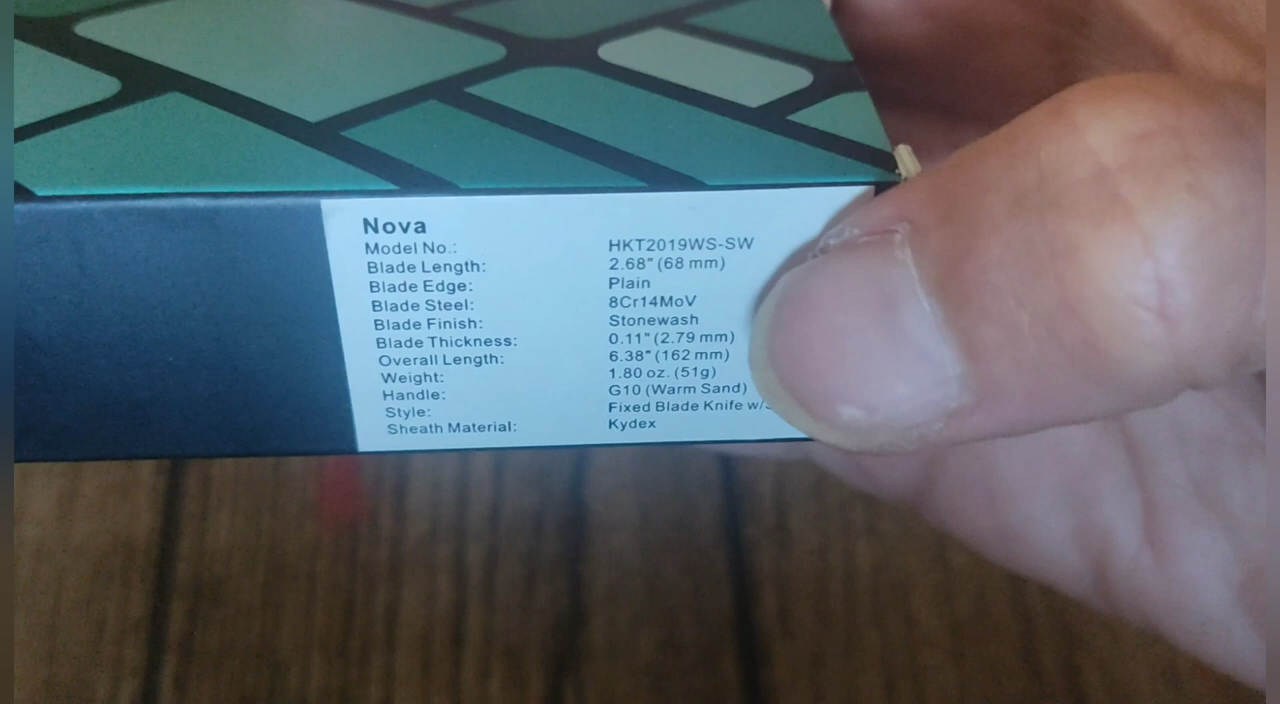 Nova
Model No.: HKT2019WS-SW
Blade Length: 2.68" (68 mm)
Blade Edge: Plain
Blade Steel: 8Cr14MoV
Blade Finish: Stonewash
Blade Thickness: 0.11" (2.79 mm)
Overall Length: 6.38" (162 mm)
Weight: 1.80 oz. (51g)
Handle: G10 (Warm Sand)
Style: Fixed Blade Knife
Sheath Material: Kydex